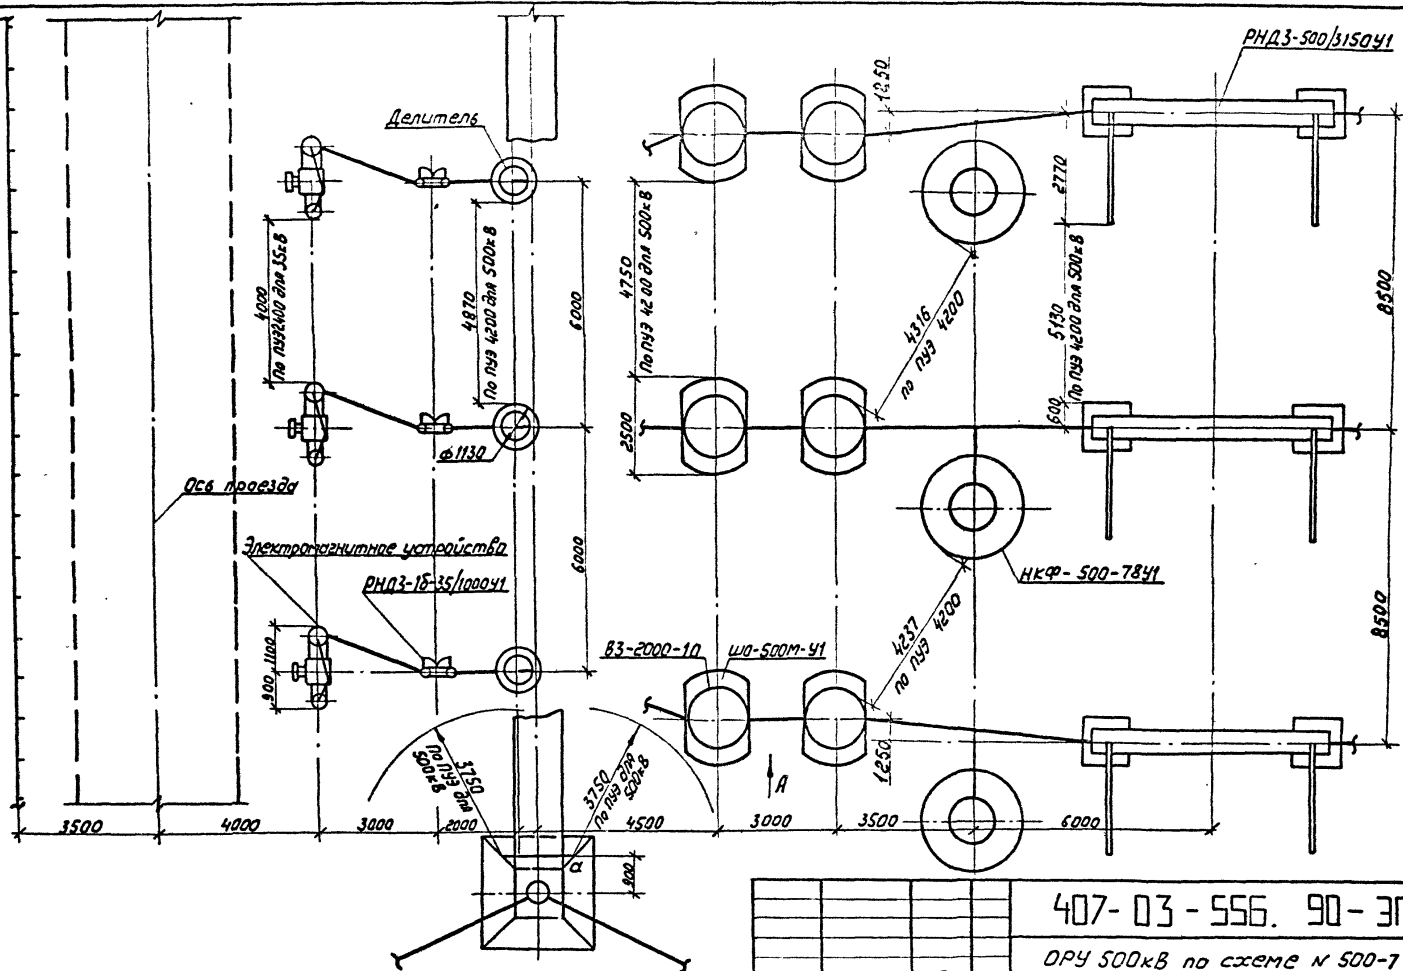 РНДЗ-500/3150У1
1250
Делитель
2770
4000
По ПУЭ 2400 для 35кВ
4870
По ПУЭ 4200 для 500кВ
6000
4750
По ПУЭ 4200 для 500кВ
4316
по ПУЭ 4200
5130
По ПУЭ 4200 для 500кВ
8500
2500
600
ф1130
Ось проезда
Электромагнитное устройство
РНДЗ-1б-35/1000У1
6000
НКФ-500-78У1
4237
по ПУЭ 4200
8500
ВЗ-2000-1,0
ШО-500М-У1
1100
900
3750
По ПУЭ для
500кВ
3750
По ПУЭ для
500кВ
1250
А
3500
4000
3000
2000
4500
3000
3500
6000
а
900
407-03-556. 90-ЭП
ОРУ 500кВ по схеме N 500-7